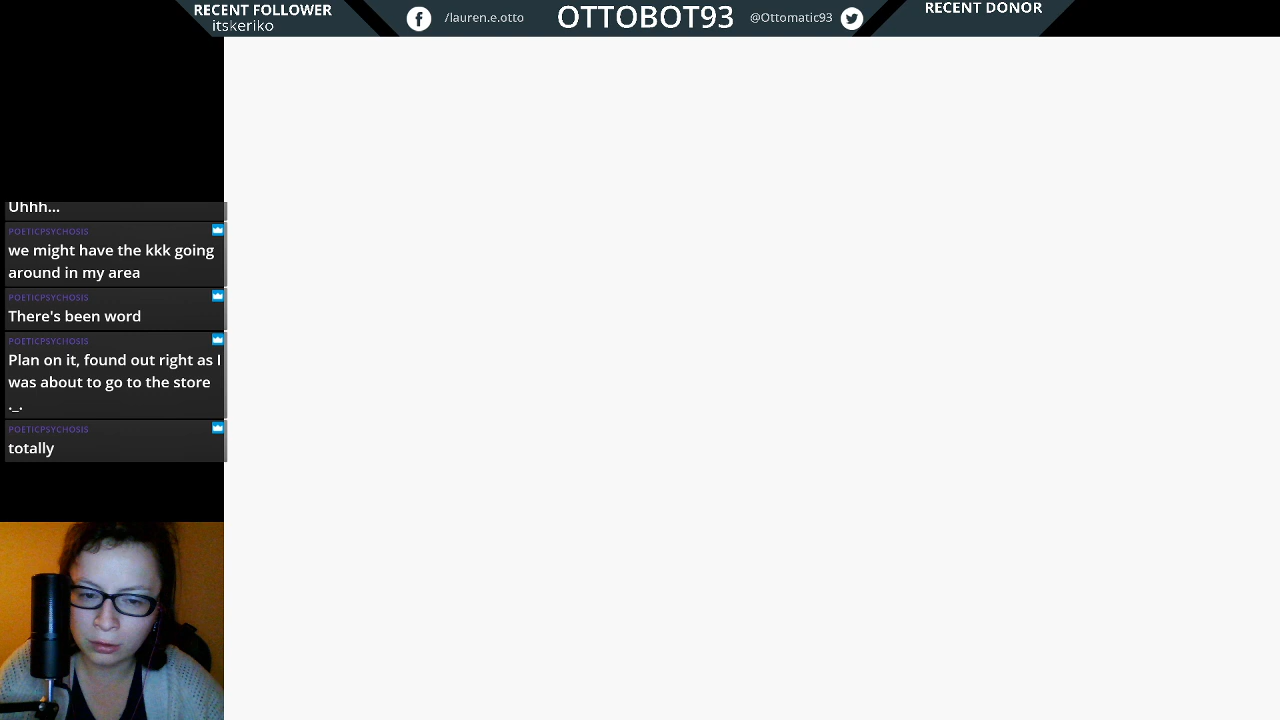 RECENT FOLLOWER
itskeriko
/lauren.e.otto
OTTOBOT93
@Ottomatic93
RECENT DONOR
Uhhh...
POETICPSYCHOSIS
we might have the kkk going
around in my area
POETICPSYCHOSIS
There's been word
POETICPSYCHOSIS
Plan on it, found out right as I
was about to go to the store
._.
POETICPSYCHOSIS
totally